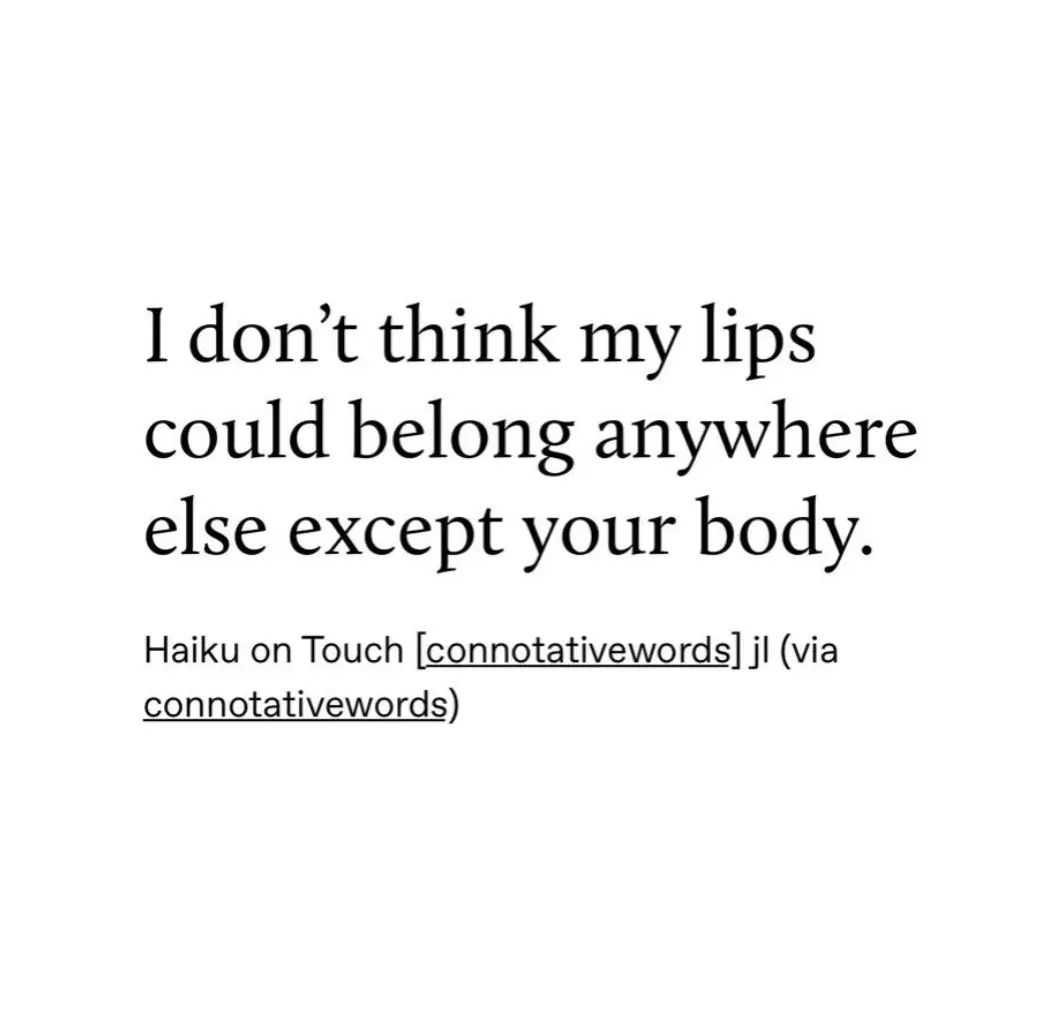 I don’t think my lips
could belong anywhere
else except your body.
Haiku on Touch [connotativewords] jl (via
connotativewords)